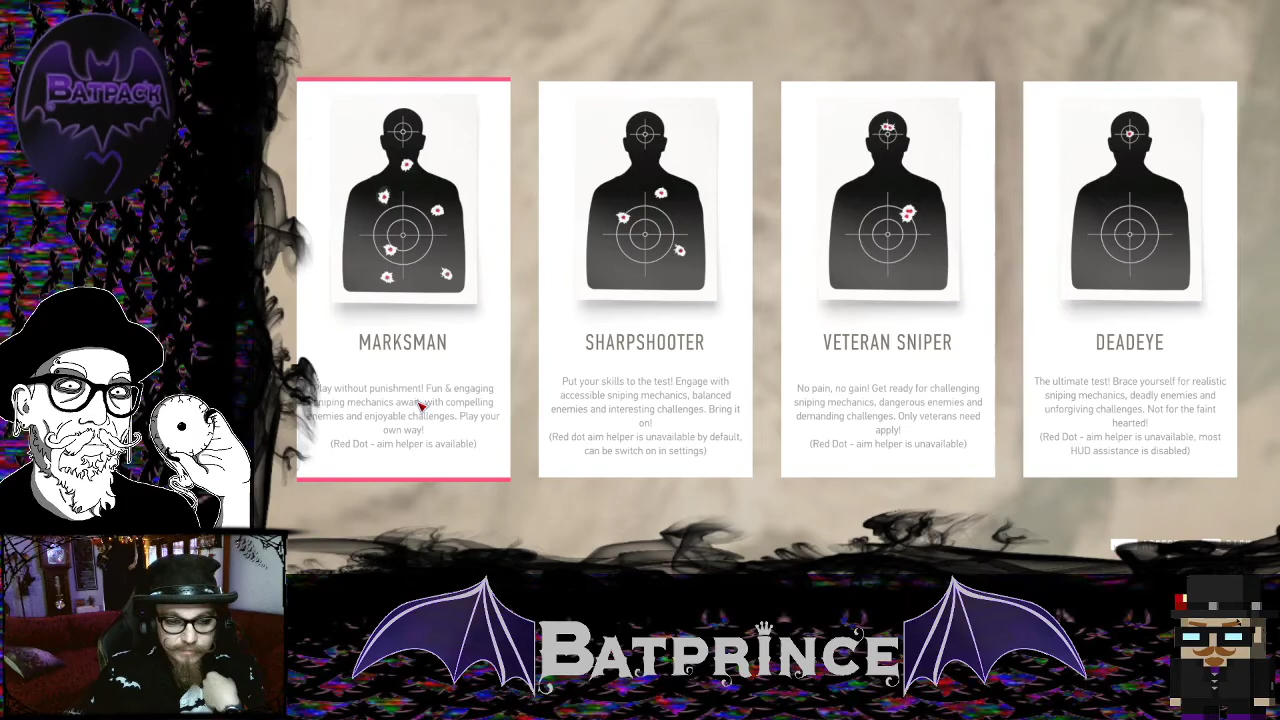 BATPACK
MARKSMAN
Play without punishment! Fun & engaging
sniping mechanics await with compelling
enemies and enjoyable challenges. Play your
own way!
(Red Dot - aim helper is available)
SHARPSHOOTER
Put your skills to the test! Engage with
accessible sniping mechanics, balanced
enemies and interesting challenges. Bring it
on!
(Red dot aim helper is unavailable by default,
can be switch on in settings)
VETERAN SNIPER
No pain, no gain! Get ready for challenging
sniping mechanics, dangerous enemies and
demanding challenges. Only veterans need
apply!
(Red Dot - aim helper is unavailable)
DEADEYE
The ultimate test! Brace yourself for realistic
sniping mechanics, deadly enemies and
unforgiving challenges. Not for the faint
hearted!
(Red Dot - aim helper is unavailable, most
HUD assistance is disabled)
BATPRINCE